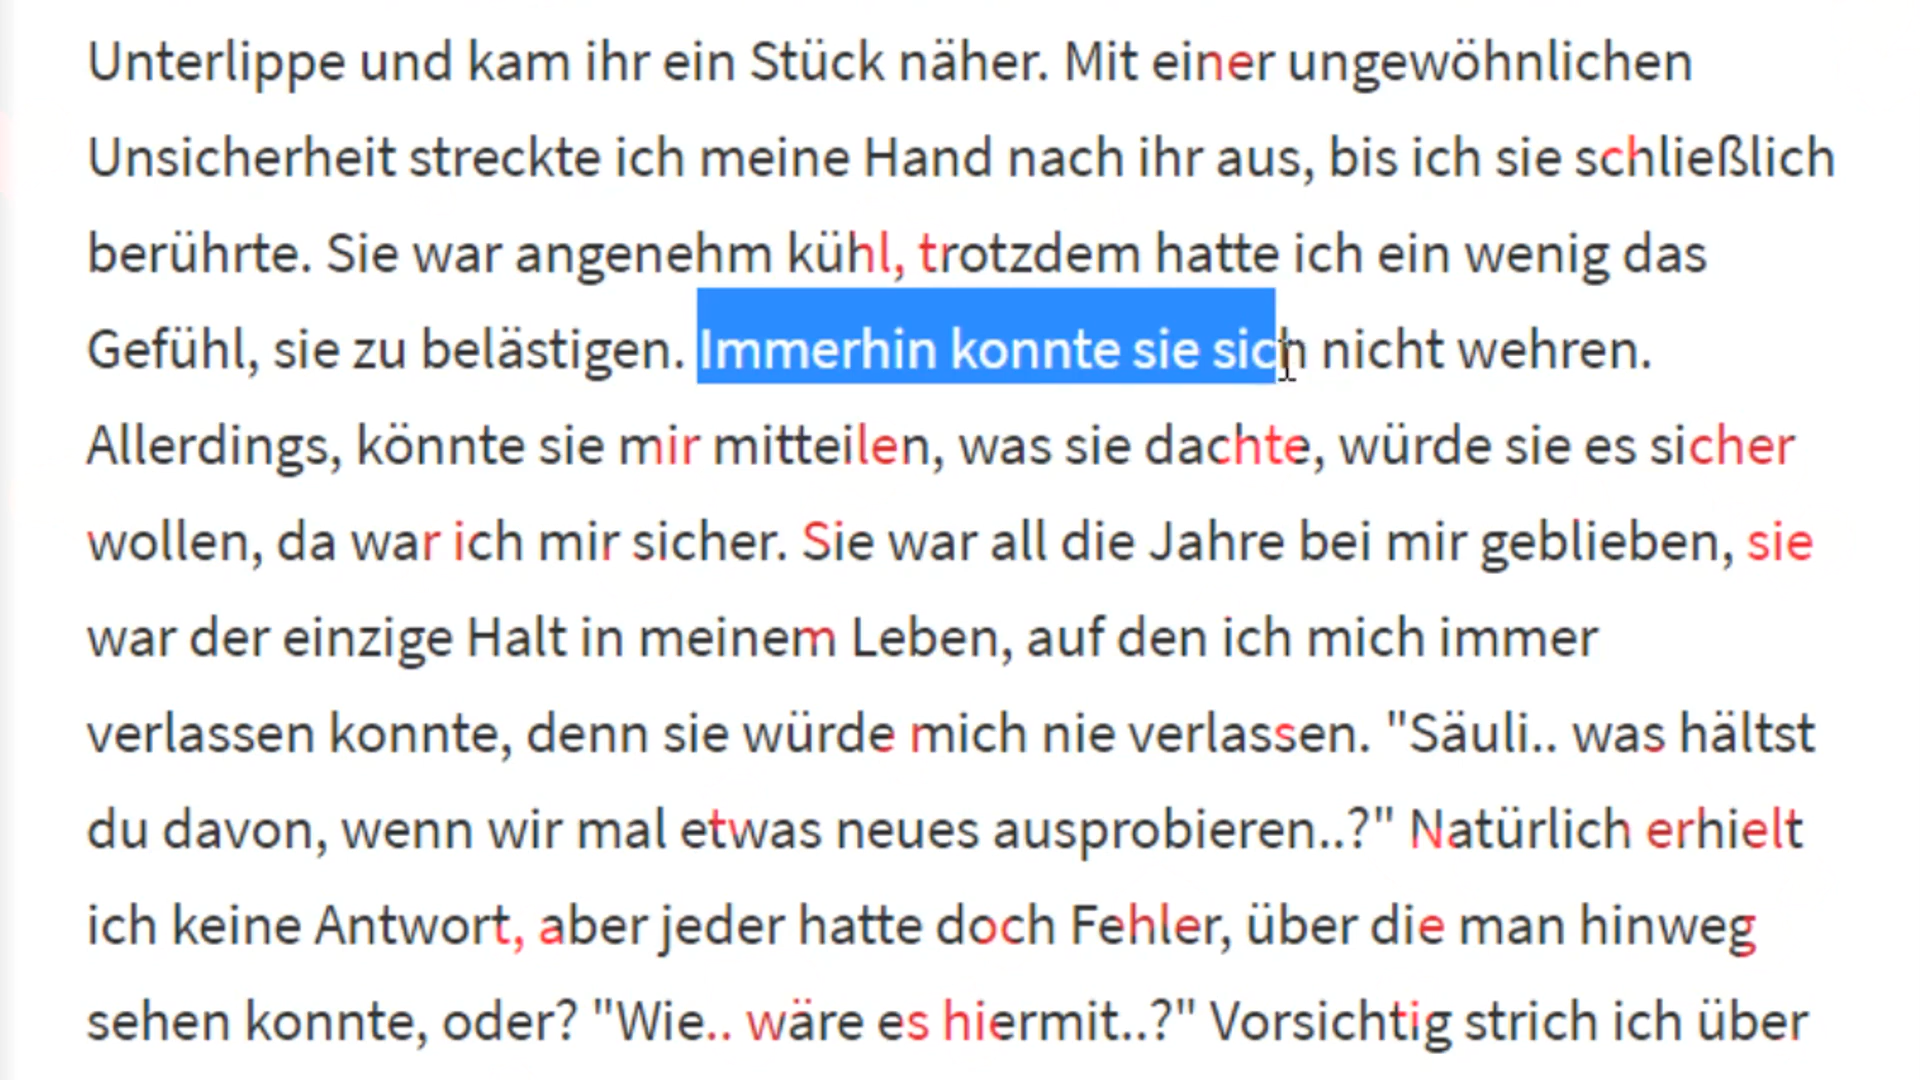 Unterlippe und kam ihr ein Stück näher. Mit einer ungewöhnlichen
Unsicherheit streckte ich meine Hand nach ihr aus, bis ich sie schließlich
berührte. Sie war angenehm kühl, trotzdem hatte ich ein wenig das
Gefühl, sie zu belästigen. Immerhin konnte sie sich nicht wehren.
Allerdings, könnte sie mir mitteilen, was sie dachte, würde sie es sicher
wollen, da war ich mir sicher. Sie war all die Jahre bei mir geblieben, sie
war der einzige Halt in meinem Leben, auf den ich mich immer
verlassen konnte, denn sie würde mich nie verlassen. "Säuli.. was hältst
du davon, wenn wir mal etwas neues ausprobieren..?" Natürlich erhielt
ich keine Antwort, aber jeder hatte doch Fehler, über die man hinweg
sehen konnte, oder? "Wie.. wäre es hiermit..?" Vorsichtig strich ich über